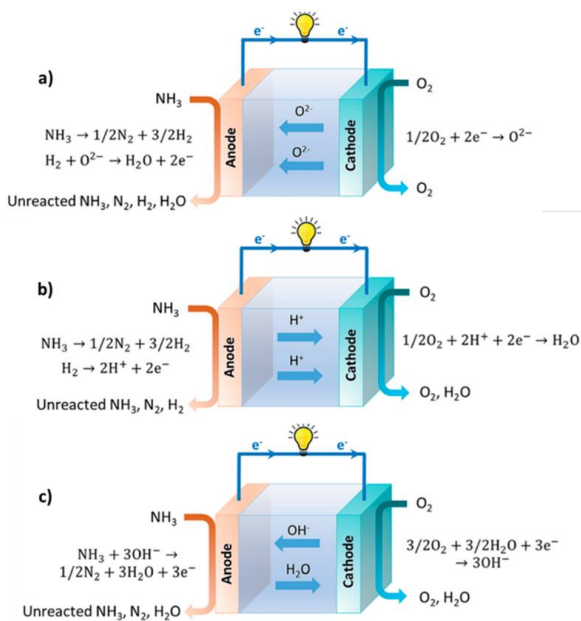 e⁻ e⁻
a)
NH₃
O₂
O²⁻
NH₃ → 1/2N₂ + 3/2H₂
H₂ + O²⁻ → H₂O + 2e⁻
Anode
O²⁻
Cathode
1/2O₂ + 2e⁻ → O²⁻
Unreacted NH₃, N₂, H₂, H₂O
O₂
e⁻ e⁻
b)
NH₃
O₂
H⁺
NH₃ → 1/2N₂ + 3/2H₂
H₂ → 2H⁺ + 2e⁻
Anode
H⁺
Cathode
1/2O₂ + 2H⁺ + 2e⁻ → H₂O
Unreacted NH₃, N₂, H₂
O₂, H₂O
e⁻ e⁻
c)
NH₃
O₂
OH⁻
NH₃ + 3OH⁻ →
1/2N₂ + 3H₂O + 3e⁻
Anode
H₂O
Cathode
3/2O₂ + 3/2H₂O + 3e⁻
→ 3OH⁻
Unreacted NH₃, N₂, H₂O
O₂, H₂O